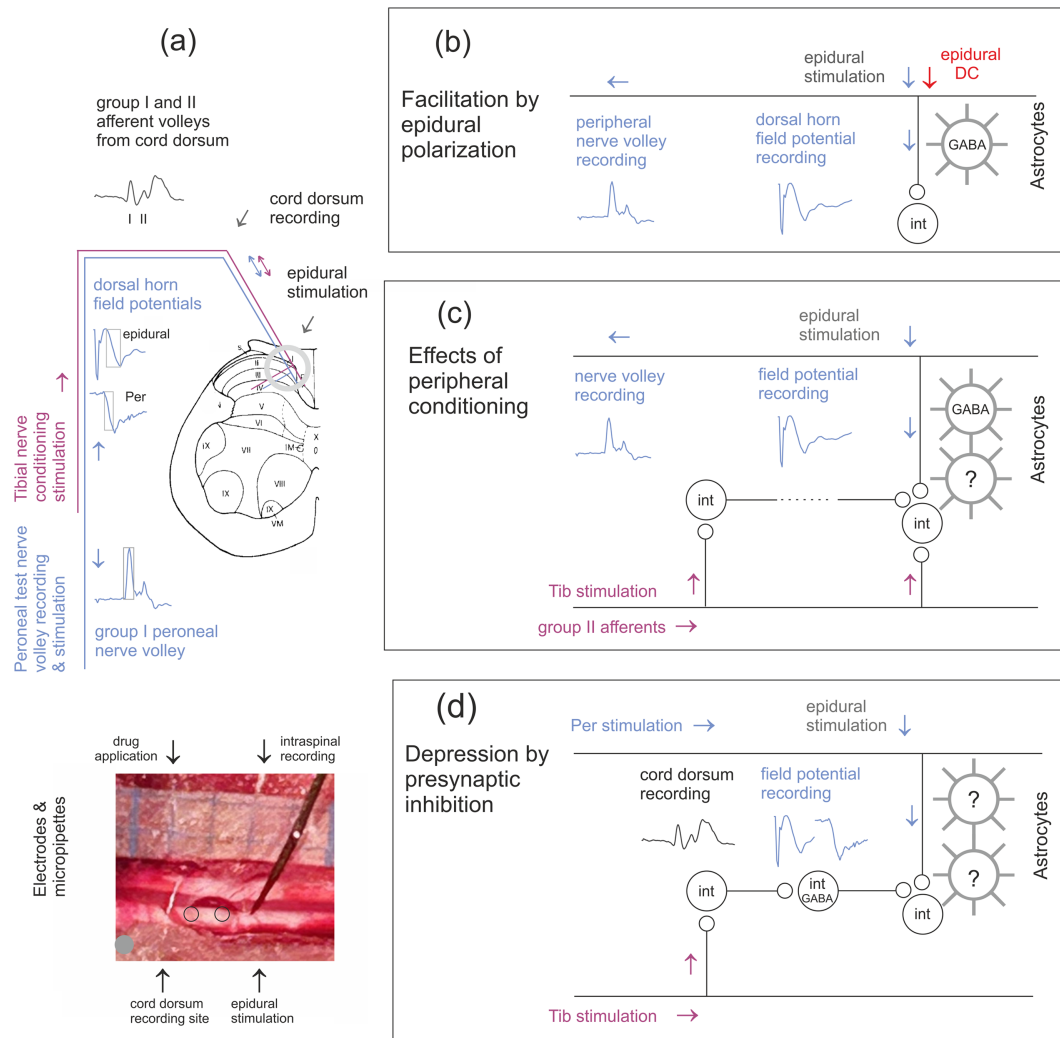 (a)
group I and II
afferent volleys
from cord dorsum
I II
cord dorsum
recording
epidural
stimulation
dorsal horn
field potentials
epidural
Per
Tibial nerve
conditioning
stimulation
Peroneal test nerve
volley recording
& stimulation
group I peroneal
nerve volley
II
III
IV
V
VI
IX
VII
IM
X
IX
VIII
IX
VM
drug
application
intraspinal
recording
Electrodes &
micropipettes
cord dorsum
recording site
epidural
stimulation
(b)
Facilitation by
epidural
polarization
epidural
stimulation
epidural
DC
peripheral
nerve volley
recording
dorsal horn
field potential
recording
GABA
int
Astrocytes
(c)
Effects of
peripheral
conditioning
epidural
stimulation
nerve volley
recording
field potential
recording
GABA
?
int
int
Astrocytes
Tib stimulation
group II afferents
(d)
Depression by
presynaptic
inhibition
Per stimulation
epidural
stimulation
cord dorsum
recording
field potential
recording
?
?
int
int
GABA
int
Astrocytes
Tib stimulation